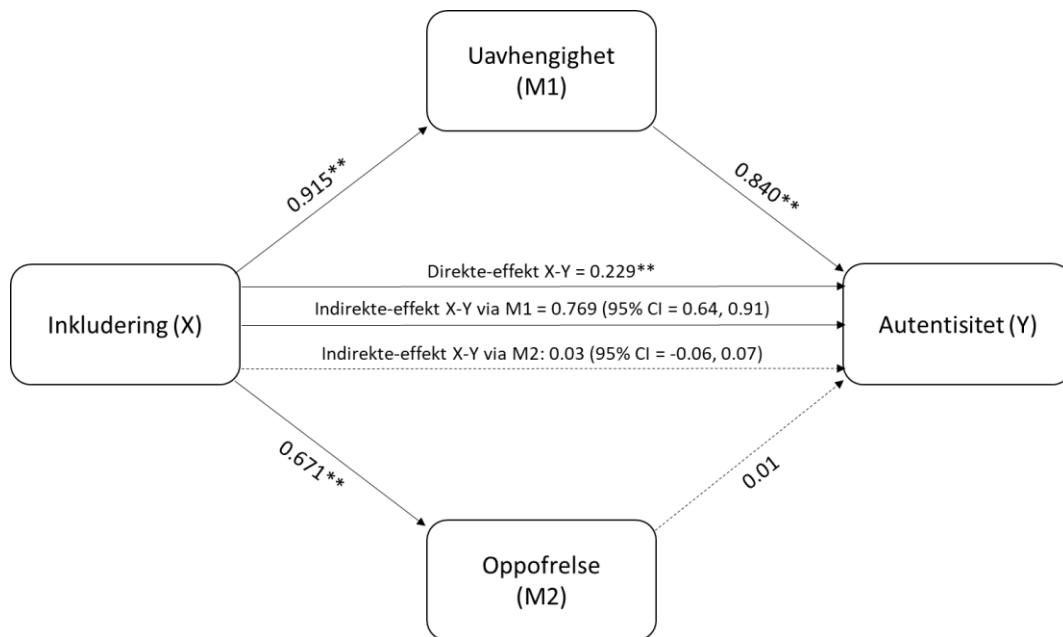 Uavhengighet
(M1)
0.915**
0.840**
Direkte-effekt X-Y = 0.229**
Inkludering (X)
Indirekte-effekt X-Y via M1 = 0.769 (95% CI = 0.64, 0.91)
Autentisitet (Y)
Indirekte-effekt X-Y via M2: 0.03 (95% CI = -0.06, 0.07)
0.671**
0.01
Oppofrelse
(M2)